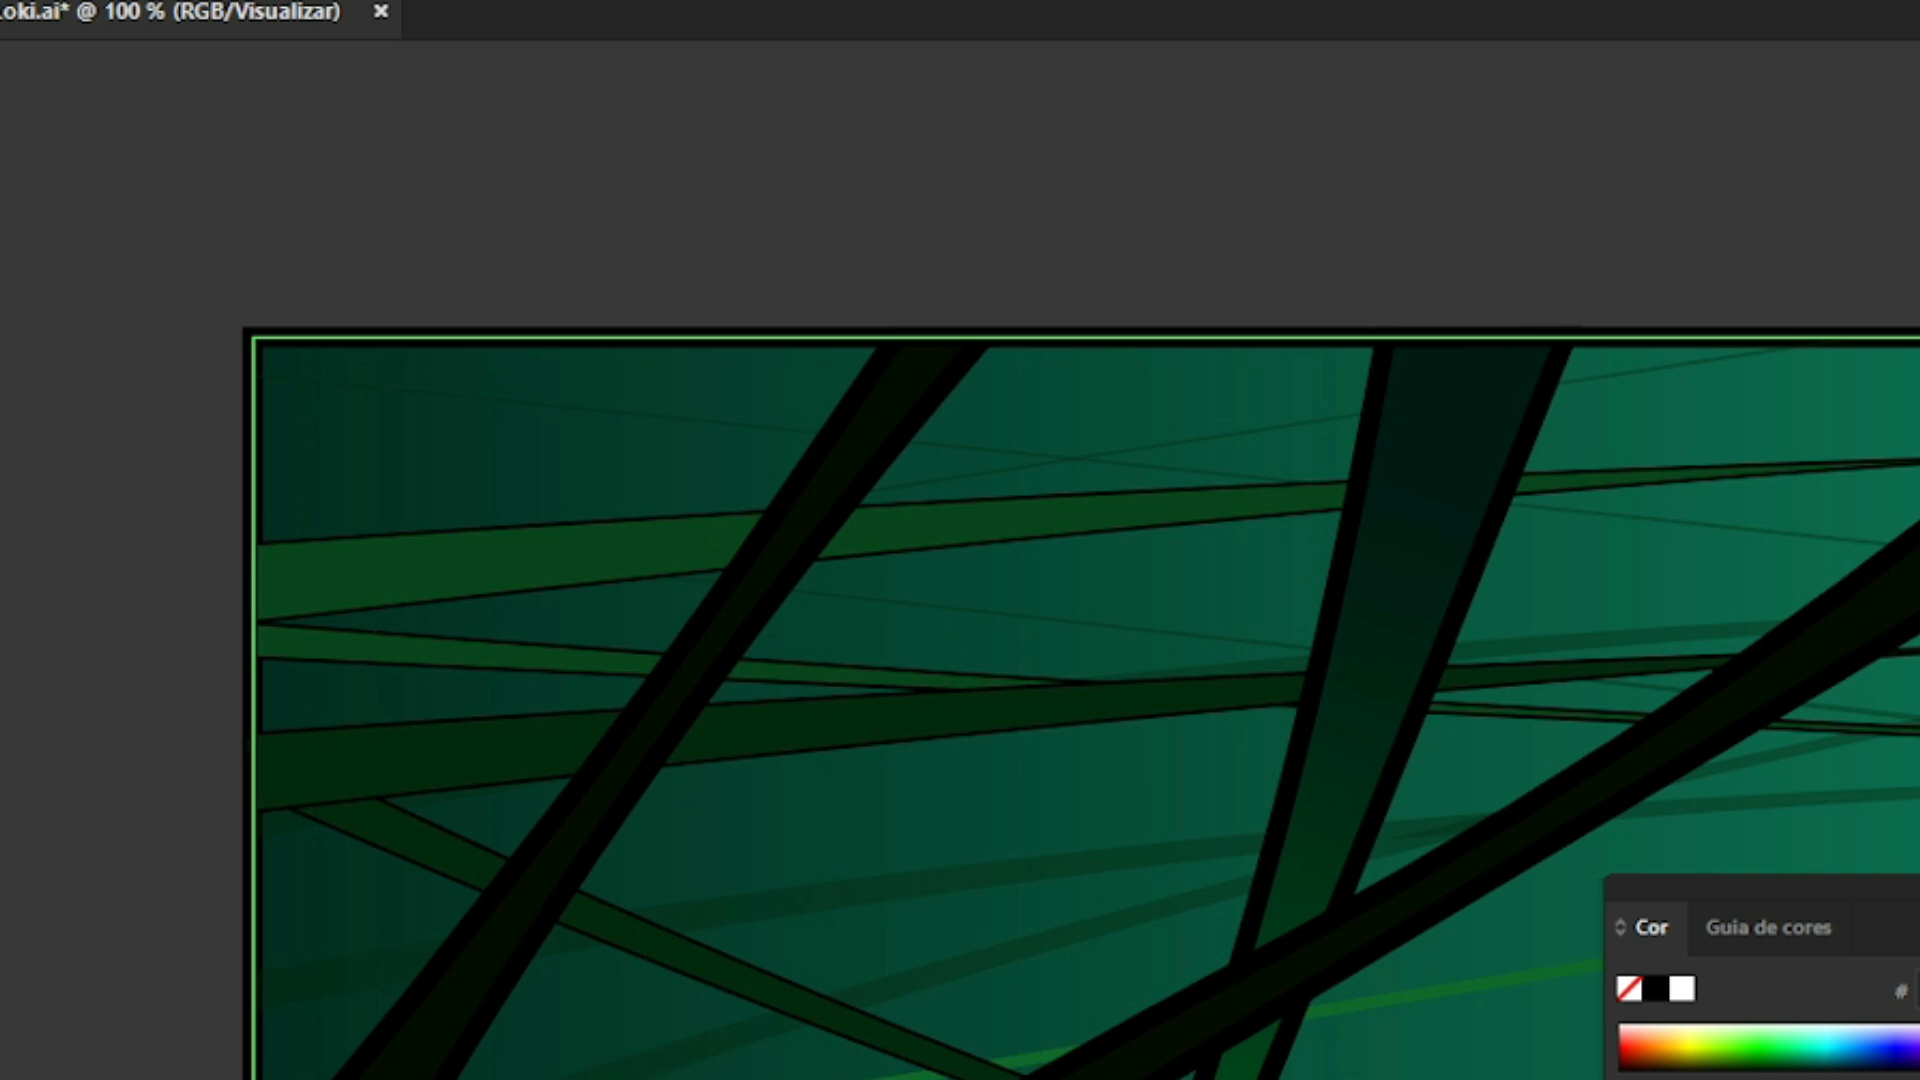 oki.ai* @ 100 % (RGB/Visualizar) ×
Cor Guia de cores
#